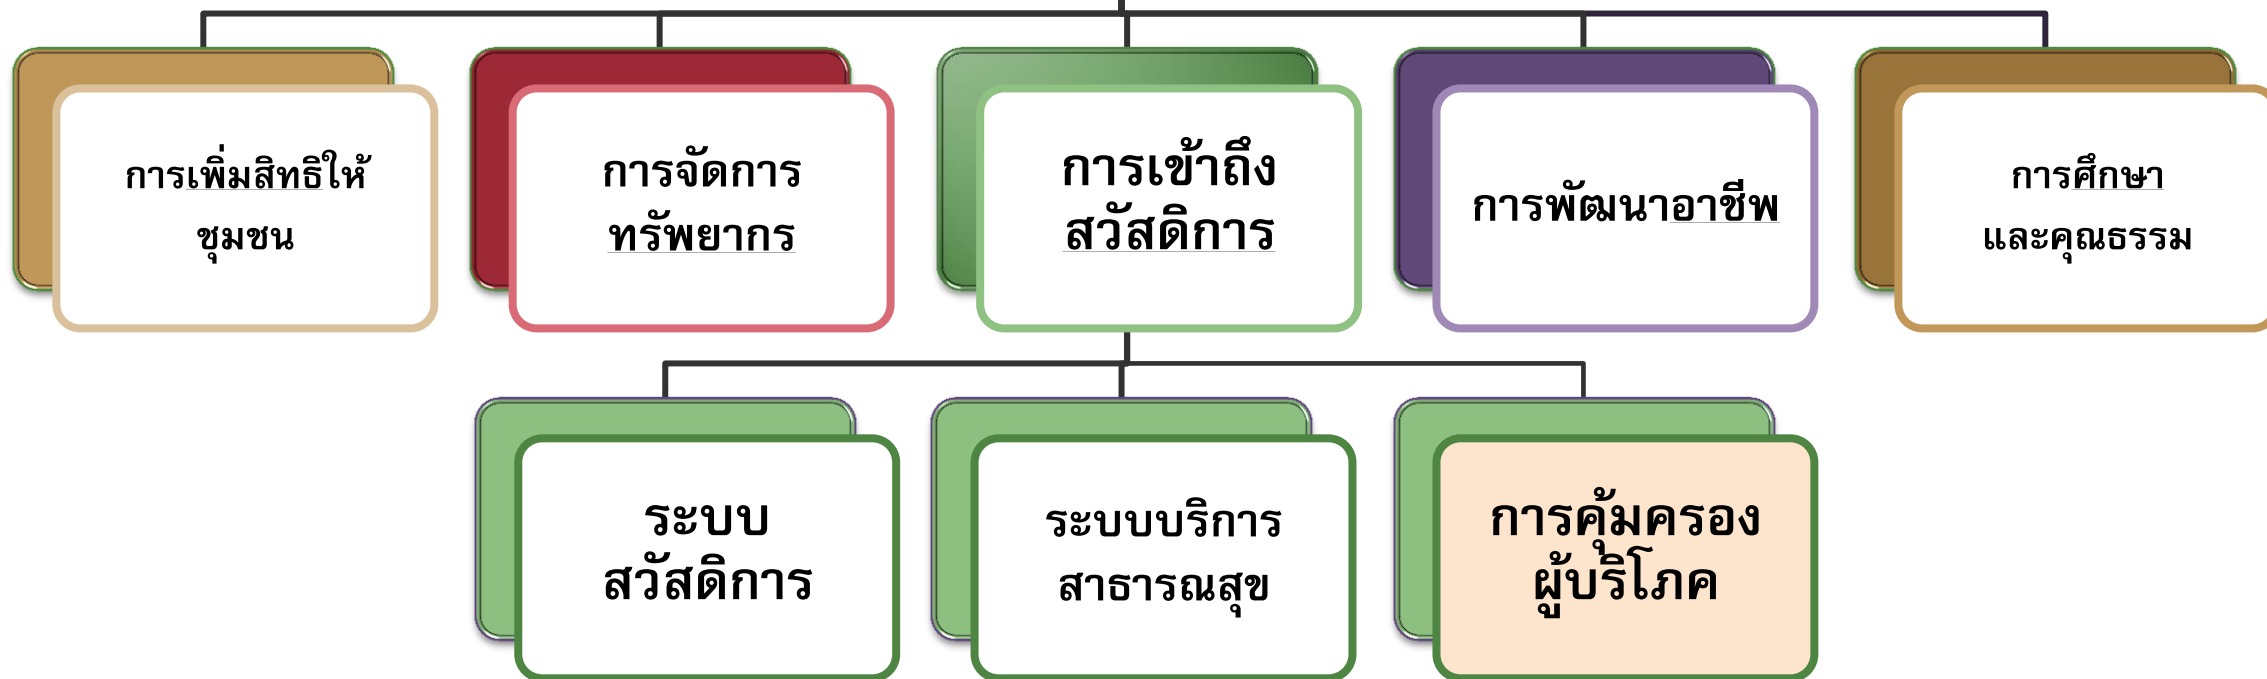 การเพิ่มสิทธิให้
ชุมชน
การจัดการ
ทรัพยากร
การเข้าถึง
สวัสดิการ
การพัฒนาอาชีพ
การศึกษา
และคุณธรรม
ระบบ
สวัสดิการ
ระบบบริการ
สาธารณสุข
การคุ้มครอง
ผู้บริโภค